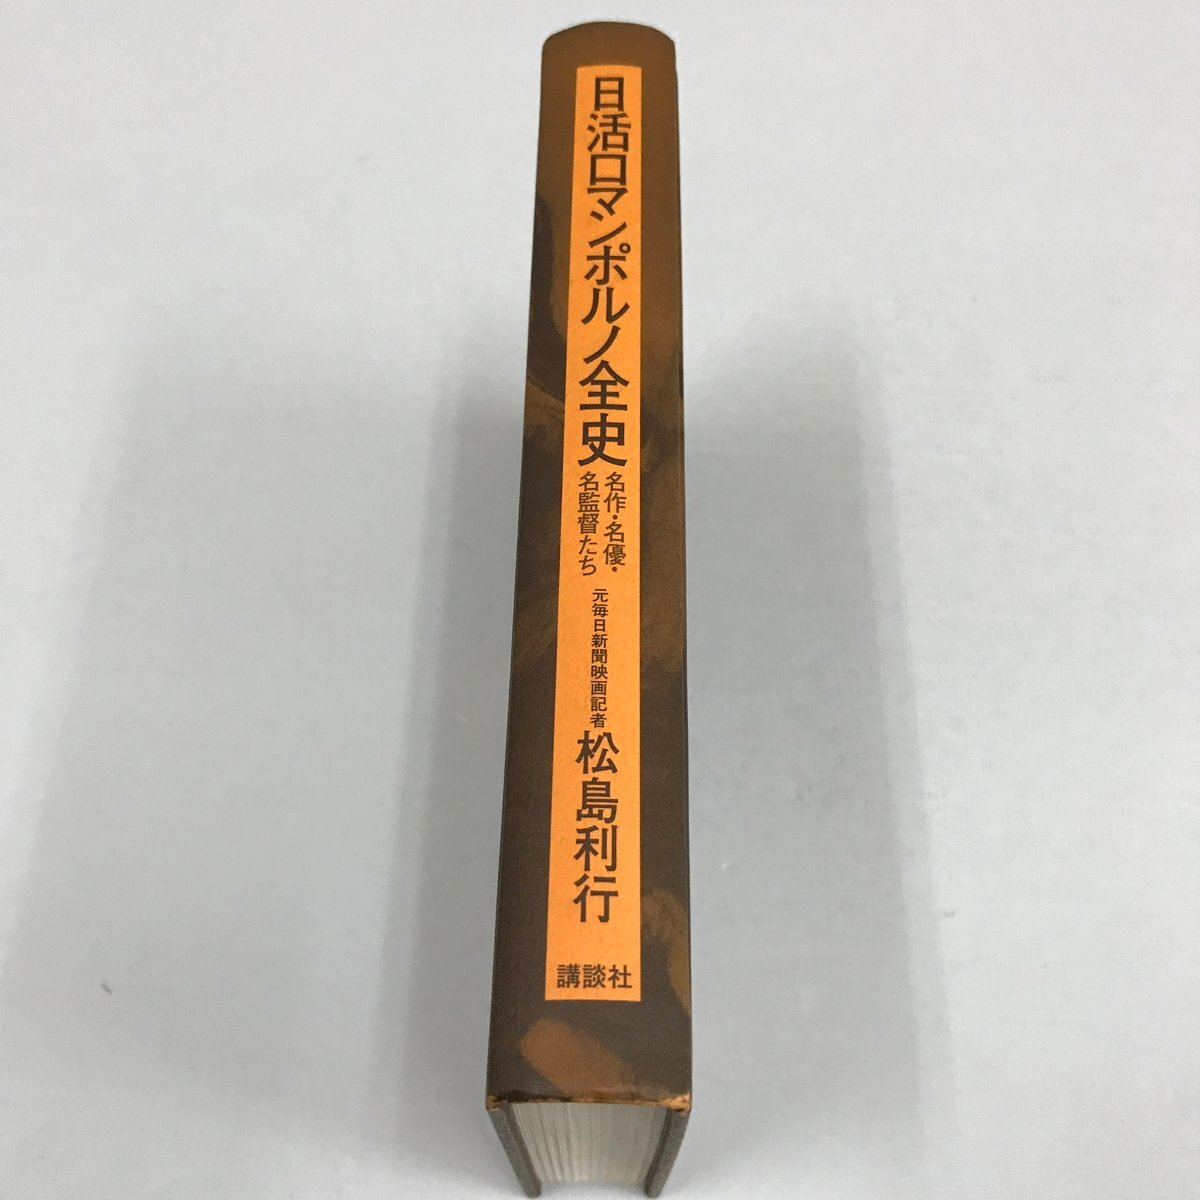 日活ロマンポルノ全史
名作・名優・
名監督たち
元毎日新聞映画記者
松島利行
講談社